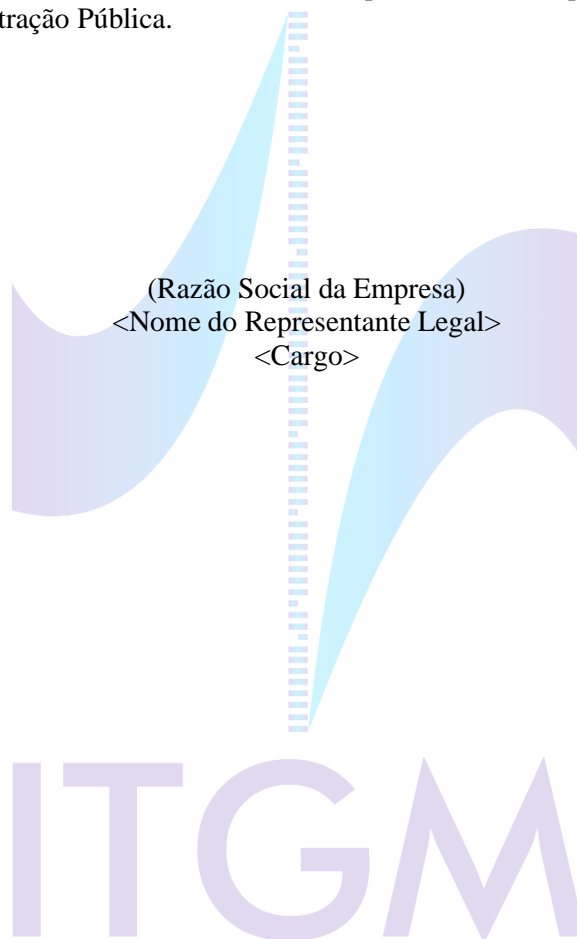 tração Pública.
(Razão Social da Empresa)
<Nome do Representante Legal>
<Cargo>
ITGM